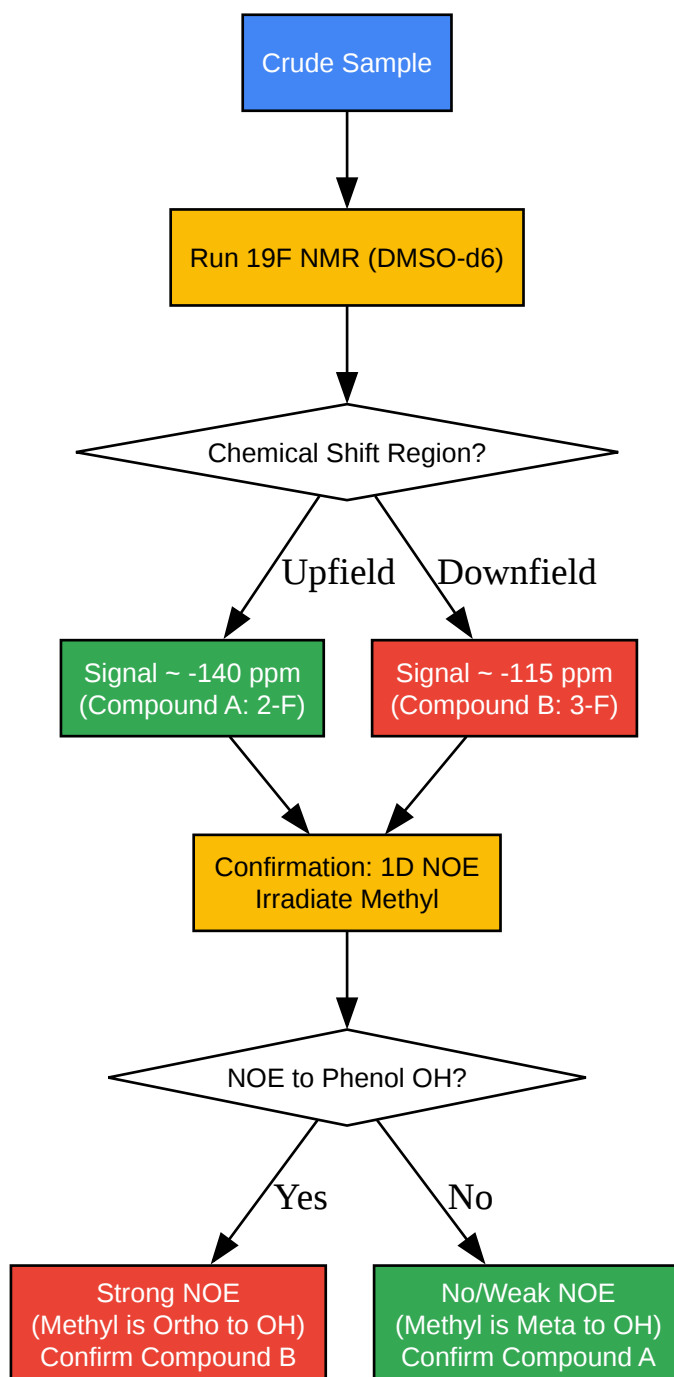 Crude Sample
Run 19F NMR (DMSO-d6)
Chemical Shift Region?
Upfield
Downfield
Signal ~ -140 ppm
(Compound A: 2-F)
Signal ~ -115 ppm
(Compound B: 3-F)
Confirmation: 1D NOE
Irradiate Methyl
NOE to Phenol OH?
Yes
No
Strong NOE
(Methyl is Ortho to OH)
Confirm Compound B
No/Weak NOE
(Methyl is Meta to OH)
Confirm Compound A